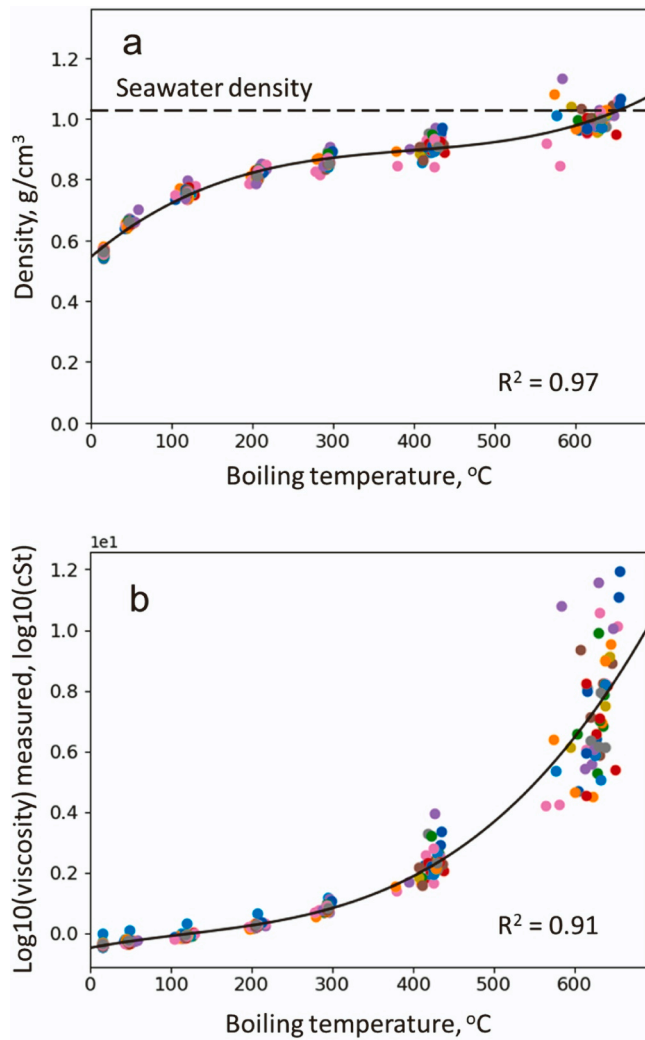 a
1.2
Seawater density
1.0
0.8
0.6
0.4
0.2
0.0
Density, g/cm³
R² = 0.97
0 100 200 300 400 500 600
Boiling temperature, °C
1e1
b
1.2
1.0
0.8
0.6
0.4
0.2
0.0
Log10(viscosity) measured, log10(cSt)
R² = 0.91
0 100 200 300 400 500 600
Boiling temperature, °C